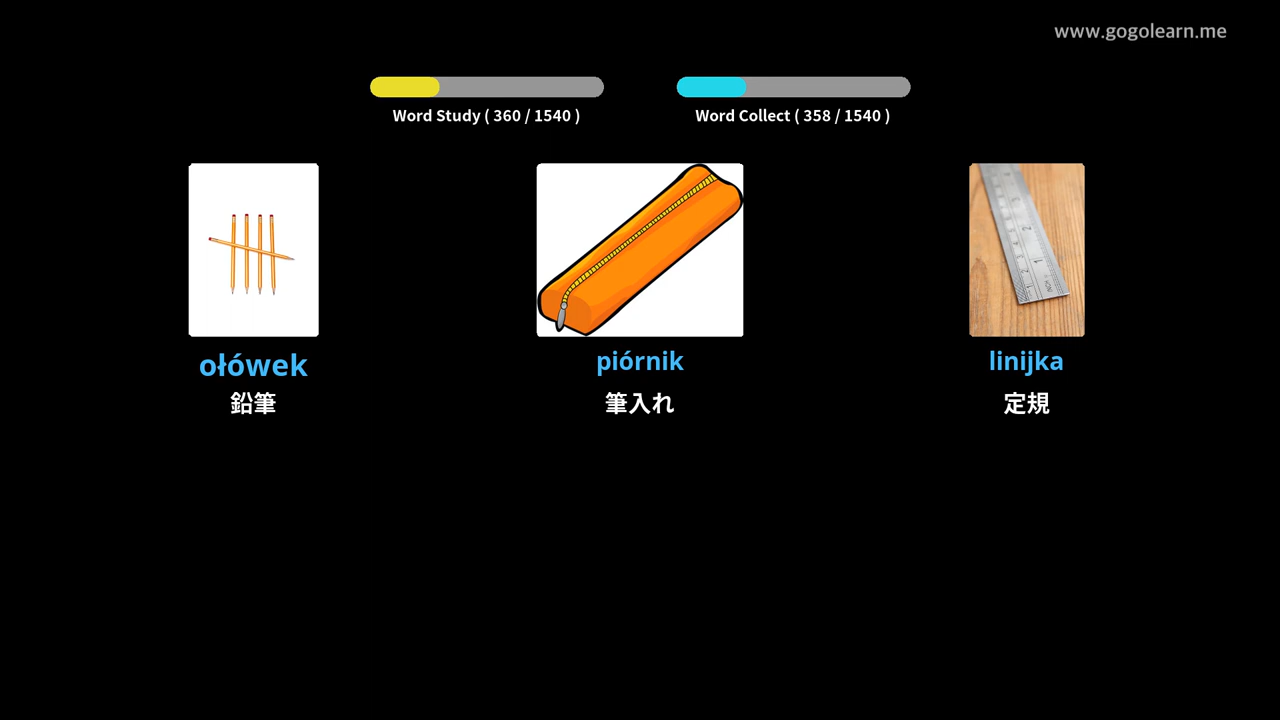 www.gogolearn.me
Word Study ( 360 / 1540 )
Word Collect ( 358 / 1540 )
ołówek
piórnik
linijka
鉛筆
筆入れ
定規